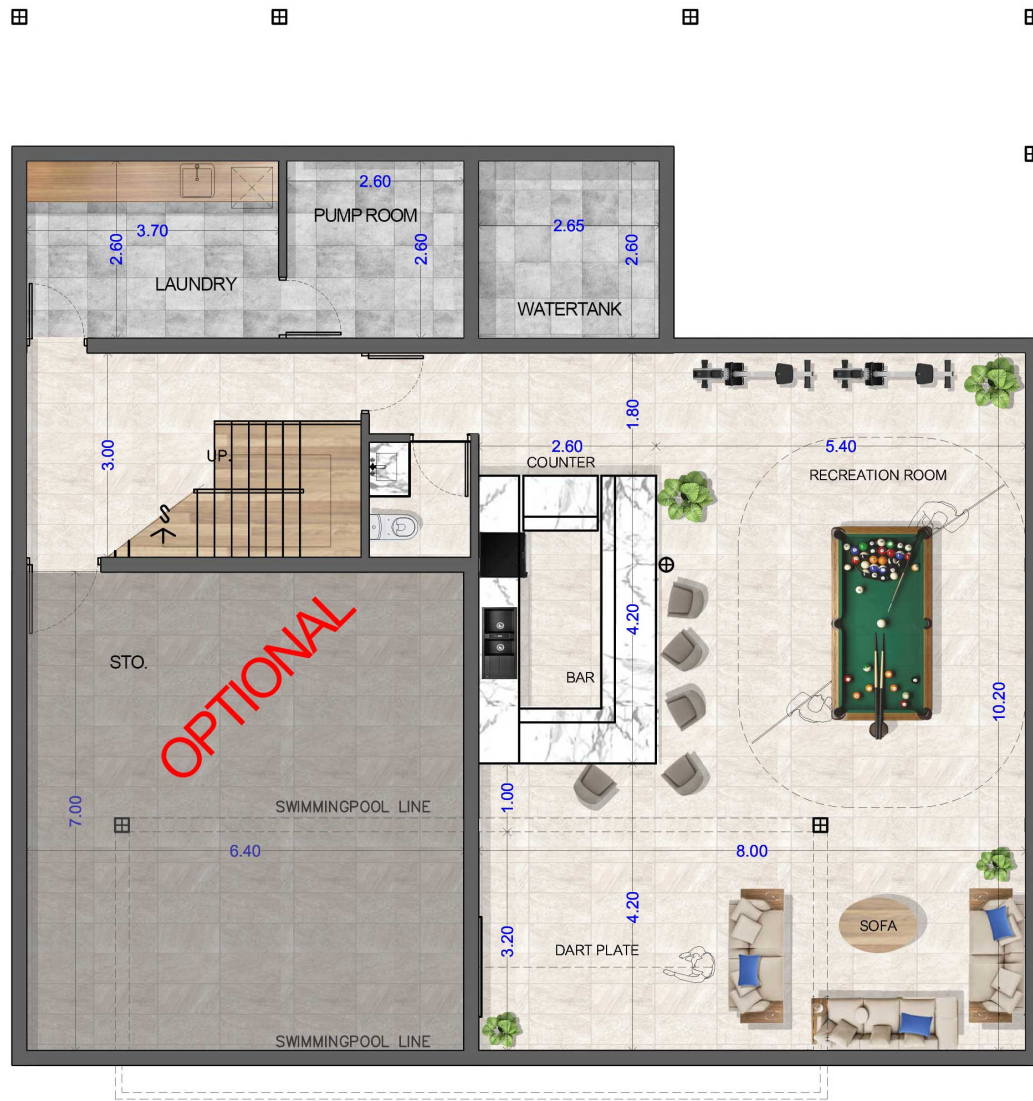 2.60
PUMP ROOM
3.70
2.60
2.60
2.65
2.60
LAUNDRY
WATERTANK
1.80
3.00
UP.
2.60
5.40
COUNTER
RECREATION ROOM
4.20
STO.
OPTIONAL
BAR
10.20
7.00
1.00
SWIMMINGPOOL LINE
6.40
8.00
4.20
3.20
DART PLATE
SOFA
SWIMMINGPOOL LINE